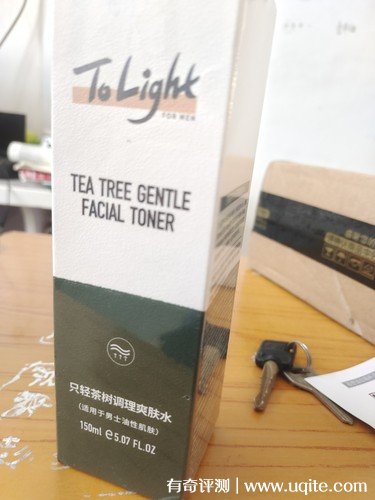 To Light
FOR MEN
TEA TREE GENTLE
FACIAL TONER
TTT
只轻茶树调理爽肤水
(适用于男士油性肌肤)
150ml ℮ 5.07 FL.OZ
有奇评测 | www.uqite.com